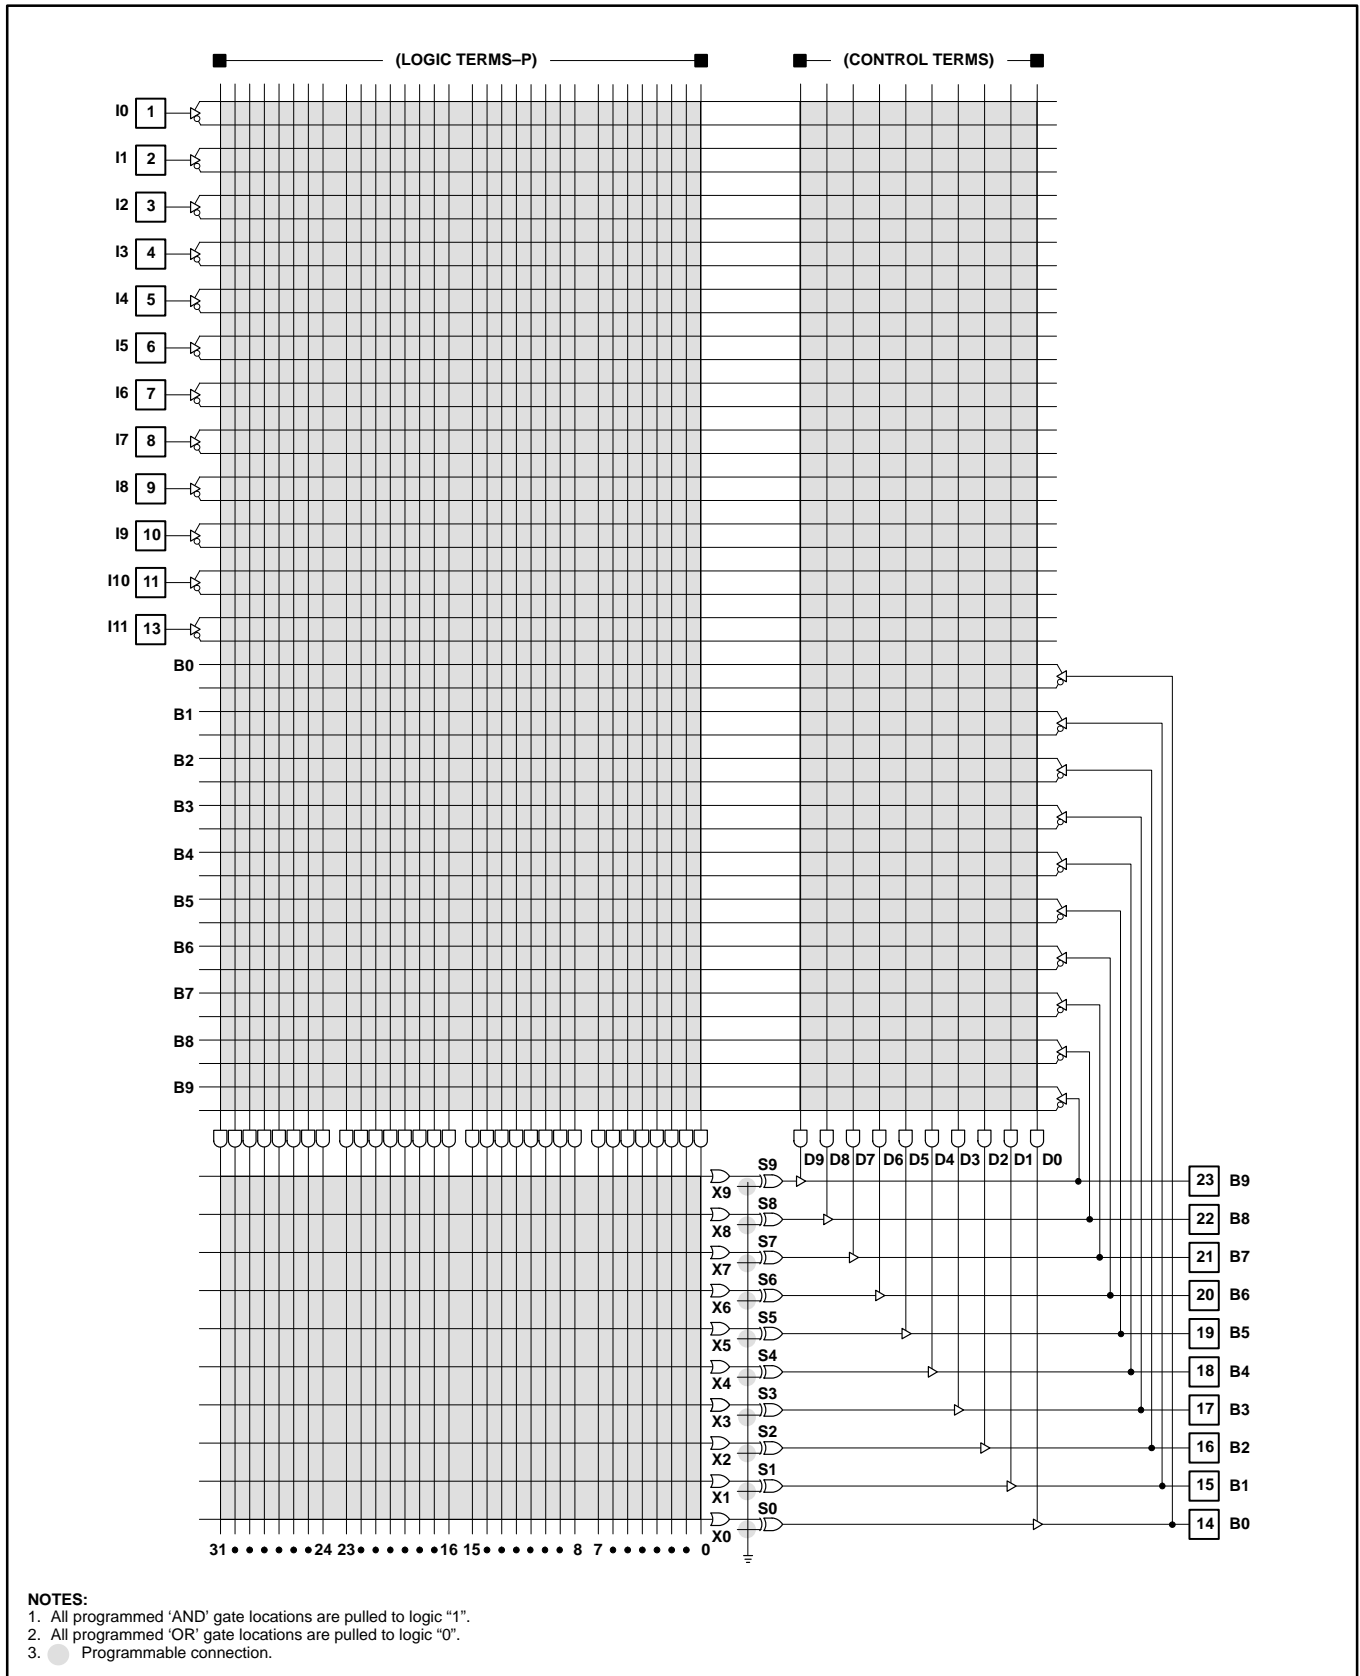 (LOGIC TERMS–P) (CONTROL TERMS)
I0 1
I1 2
I2 3
I3 4
I4 5
I5 6
I6 7
I7 8
I8 9
I9 10
I10 11
I11 13
B0
B1
B2
B3
B4
B5
B6
B7
B8
B9
D9 D8 D7 D6 D5 D4 D3 D2 D1 D0
S9
X9
23 B9
S8
X8
22 B8
S7
X7
21 B7
S6
X6
20 B6
S5
X5
19 B5
S4
X4
18 B4
S3
X3
17 B3
S2
X2
16 B2
S1
X1
15 B1
S0
X0
14 B0
31 • • • • • • 24 23 • • • • • • 16 15 • • • • • • 8 7 • • • • • • 0
NOTES:
1. All programmed ‘AND’ gate locations are pulled to logic “1”.
2. All programmed ‘OR’ gate locations are pulled to logic “0”.
3. Programmable connection.